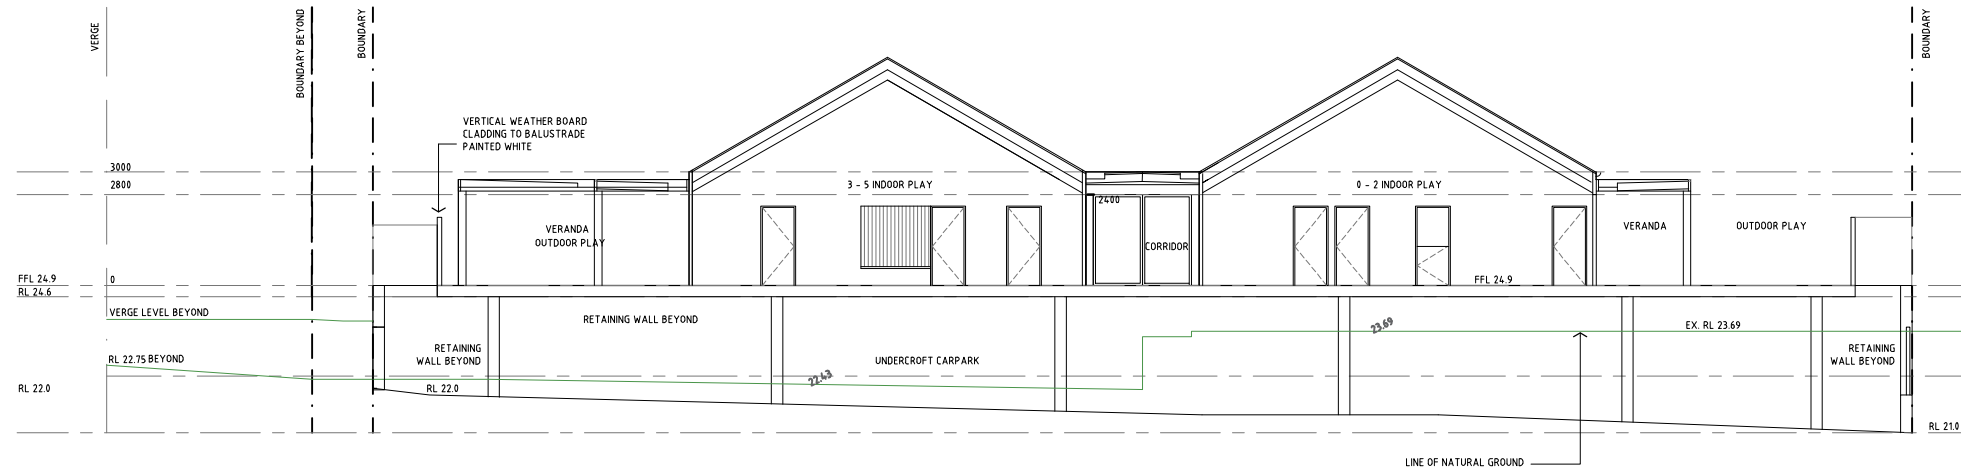 VERGE
BOUNDARY BEYOND
BOUNDARY
BOUNDARY
VERTICAL WEATHER BOARD
CLADDING TO BALUSTRADE
PAINTED WHITE
3000
2800
3 - 5 INDOOR PLAY
0 - 2 INDOOR PLAY
2400
VERANDA
OUTDOOR PLAY
CORRIDOR
VERANDA
OUTDOOR PLAY
FFL 24.9
0
FFL 24.9
RL 24.6
VERGE LEVEL BEYOND
RETAINING WALL BEYOND
23.69
EX. RL 23.69
RETAINING
WALL BEYOND
RL 22.75 BEYOND
UNDERCROFT CARPARK
RETAINING
WALL BEYOND
22.43
RL 22.0
RL 22.0
RL 21.0
LINE OF NATURAL GROUND